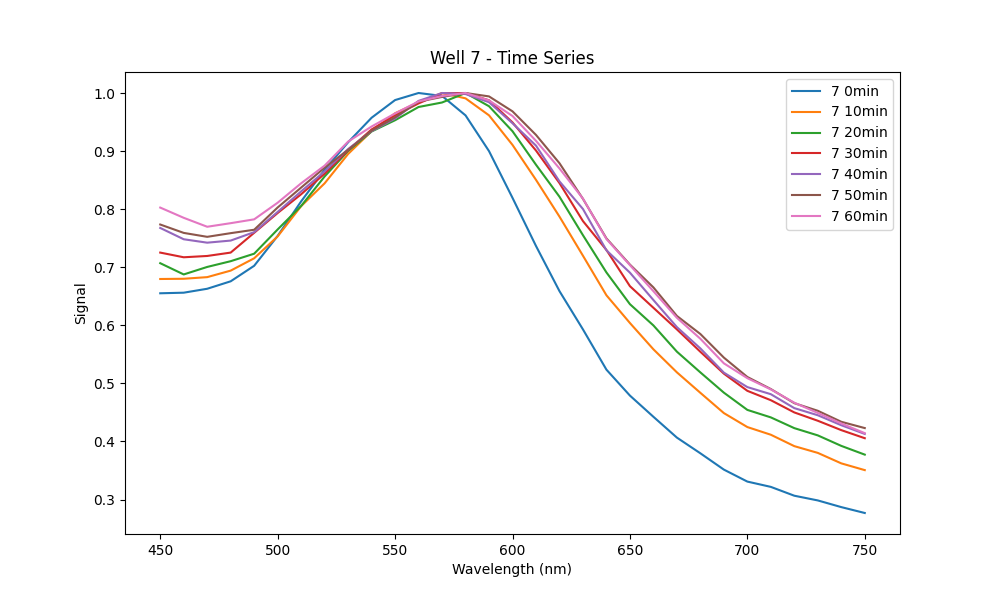 Well 7 - Time Series
7 0min
7 10min
7 20min
7 30min
7 40min
7 50min
7 60min
1.0
0.9
0.8
0.7
0.6
0.5
0.4
0.3
Signal
450
500
550
600
650
700
750
Wavelength (nm)